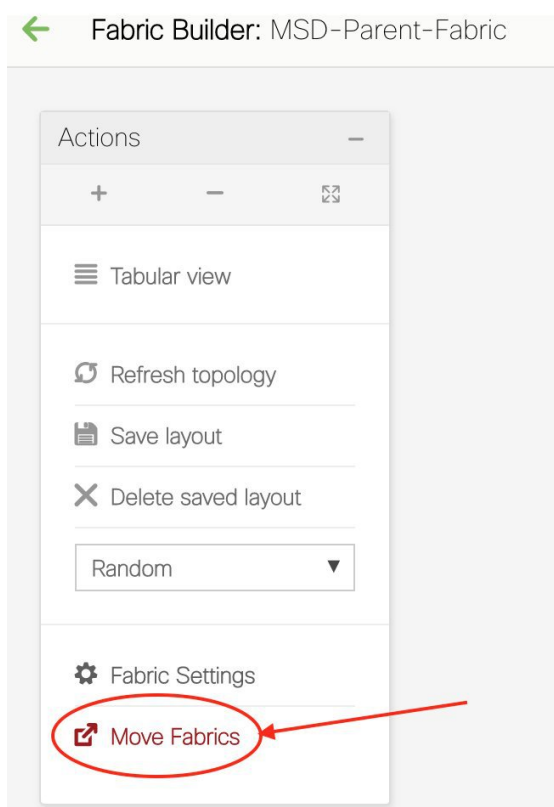 Fabric Builder: MSD-Parent-Fabric
Actions
Tabular view
Refresh topology
Save layout
Delete saved layout
Random
Fabric Settings
Move Fabrics